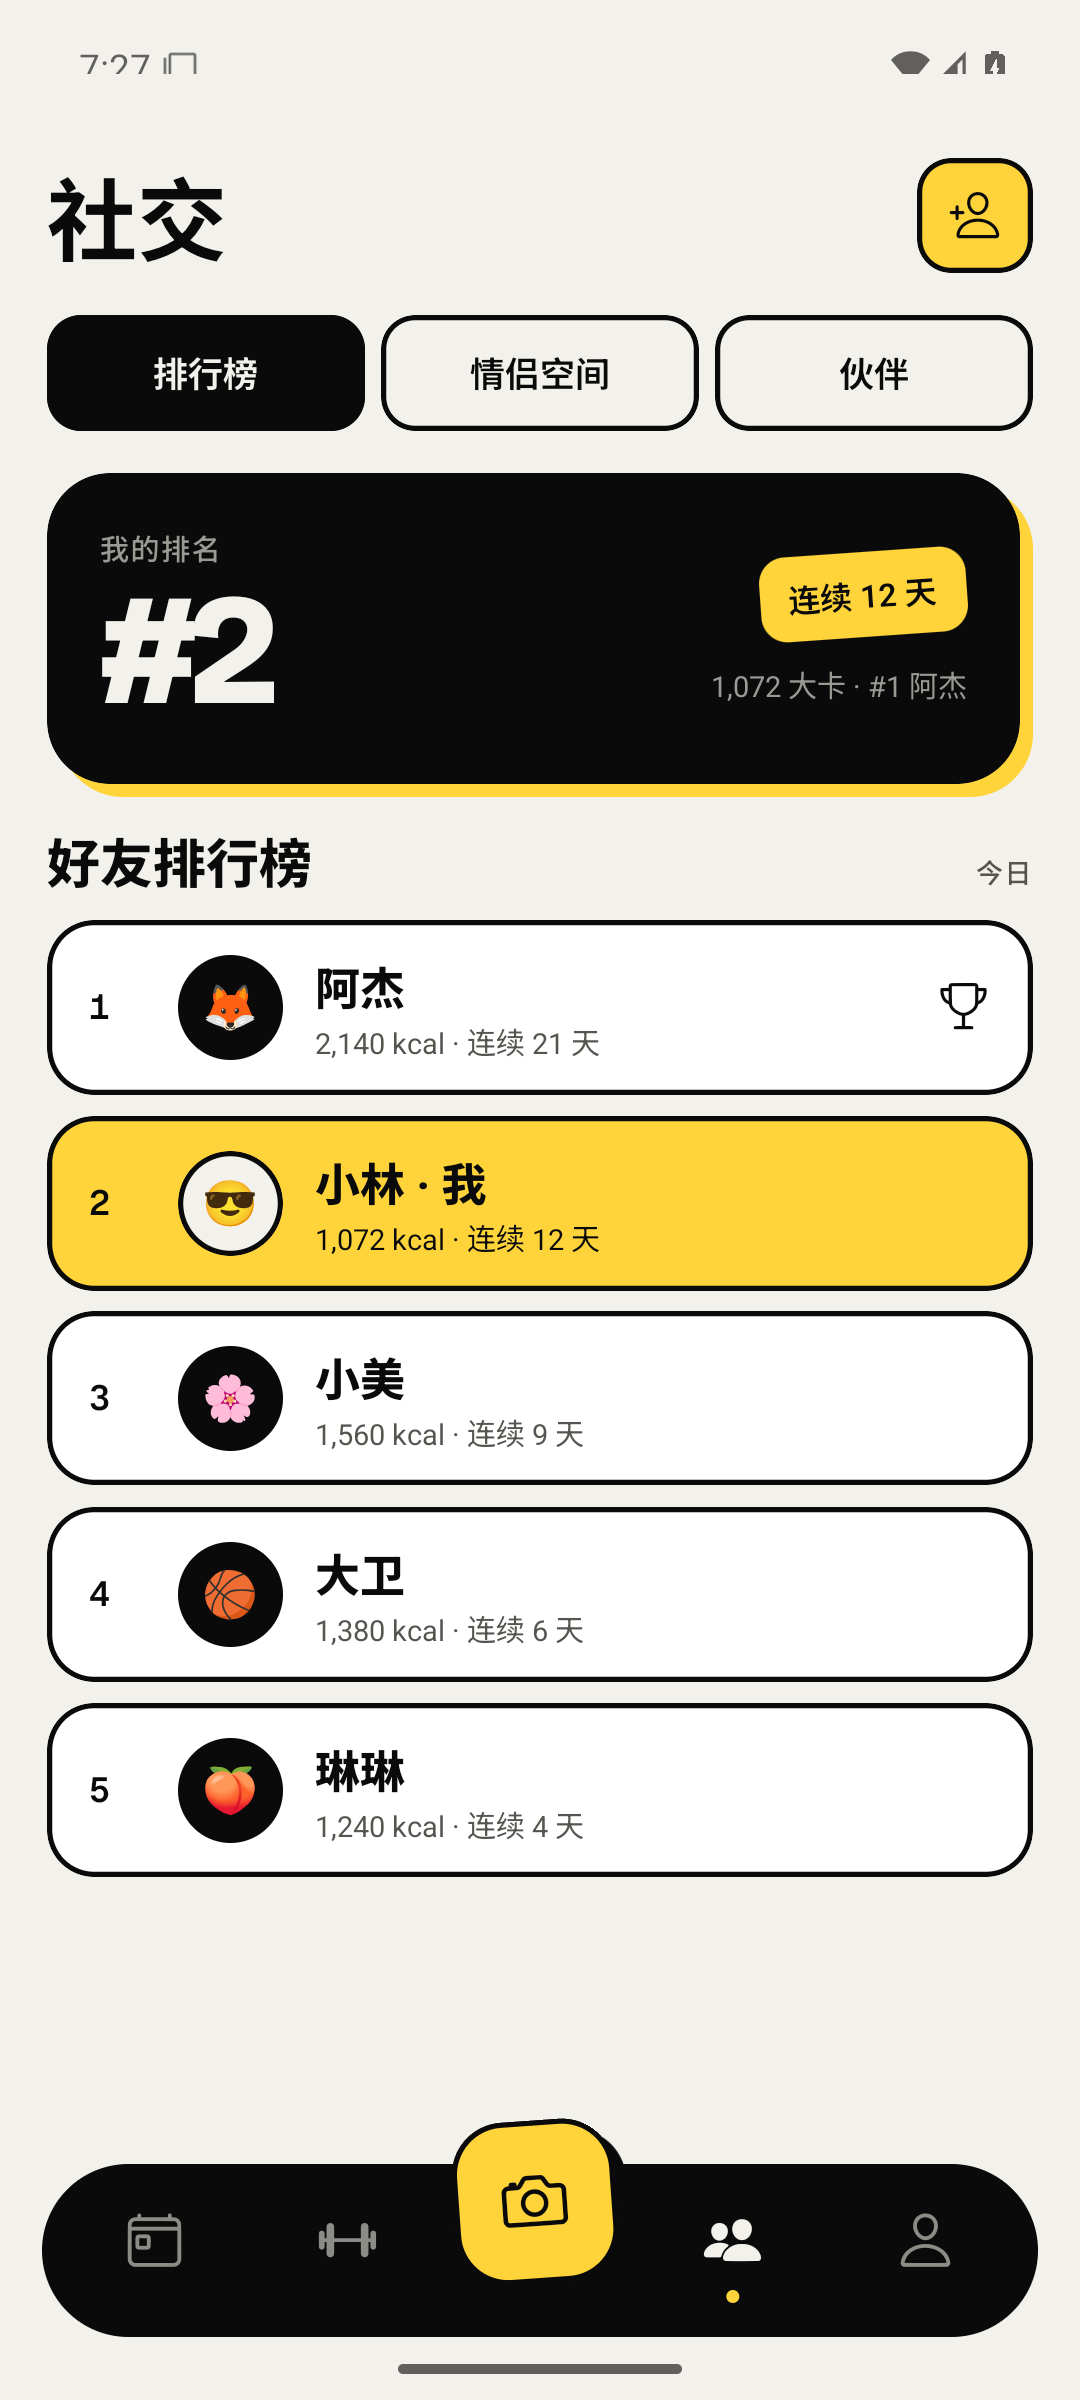 7:27
社交
排行榜
情侣空间
伙伴
我的排名
#2
连续 12 天
1,072 大卡 · #1 阿杰
好友排行榜
今日
1
阿杰
2,140 kcal · 连续 21 天
2
小林 · 我
1,072 kcal · 连续 12 天
3
小美
1,560 kcal · 连续 9 天
4
大卫
1,380 kcal · 连续 6 天
5
琳琳
1,240 kcal · 连续 4 天